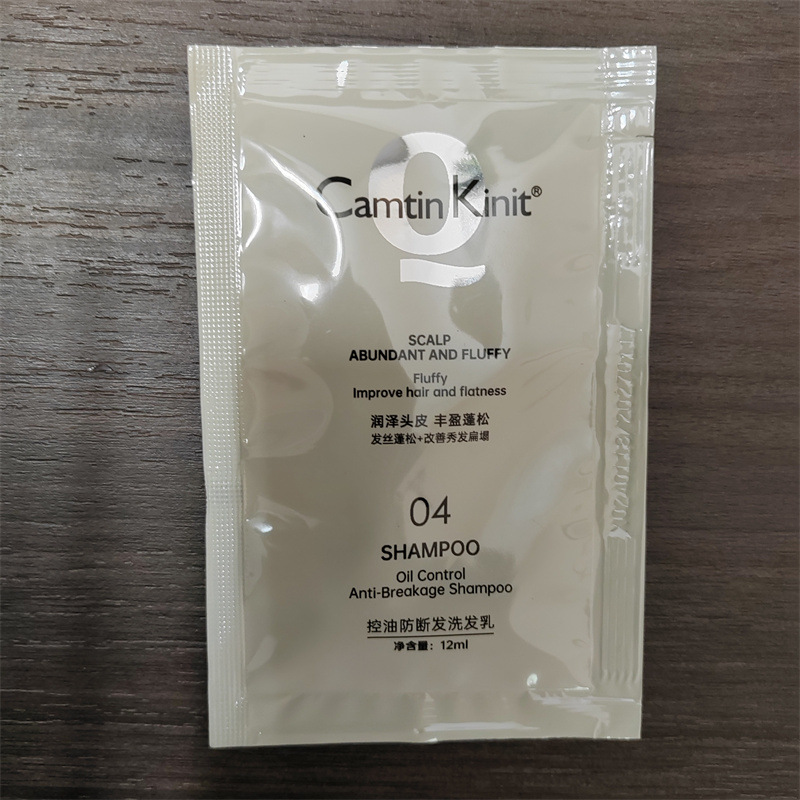 Q
Camtin Kinit®
SCALP
ABUNDANT AND FLUFFY
Fluffy
Improve hair and flatness
润泽头皮 丰盈蓬松
发丝蓬松+改善秀发扁塌
04
SHAMPOO
Oil Control
Anti-Breakage Shampoo
控油防断发洗发乳
净含量：12ml